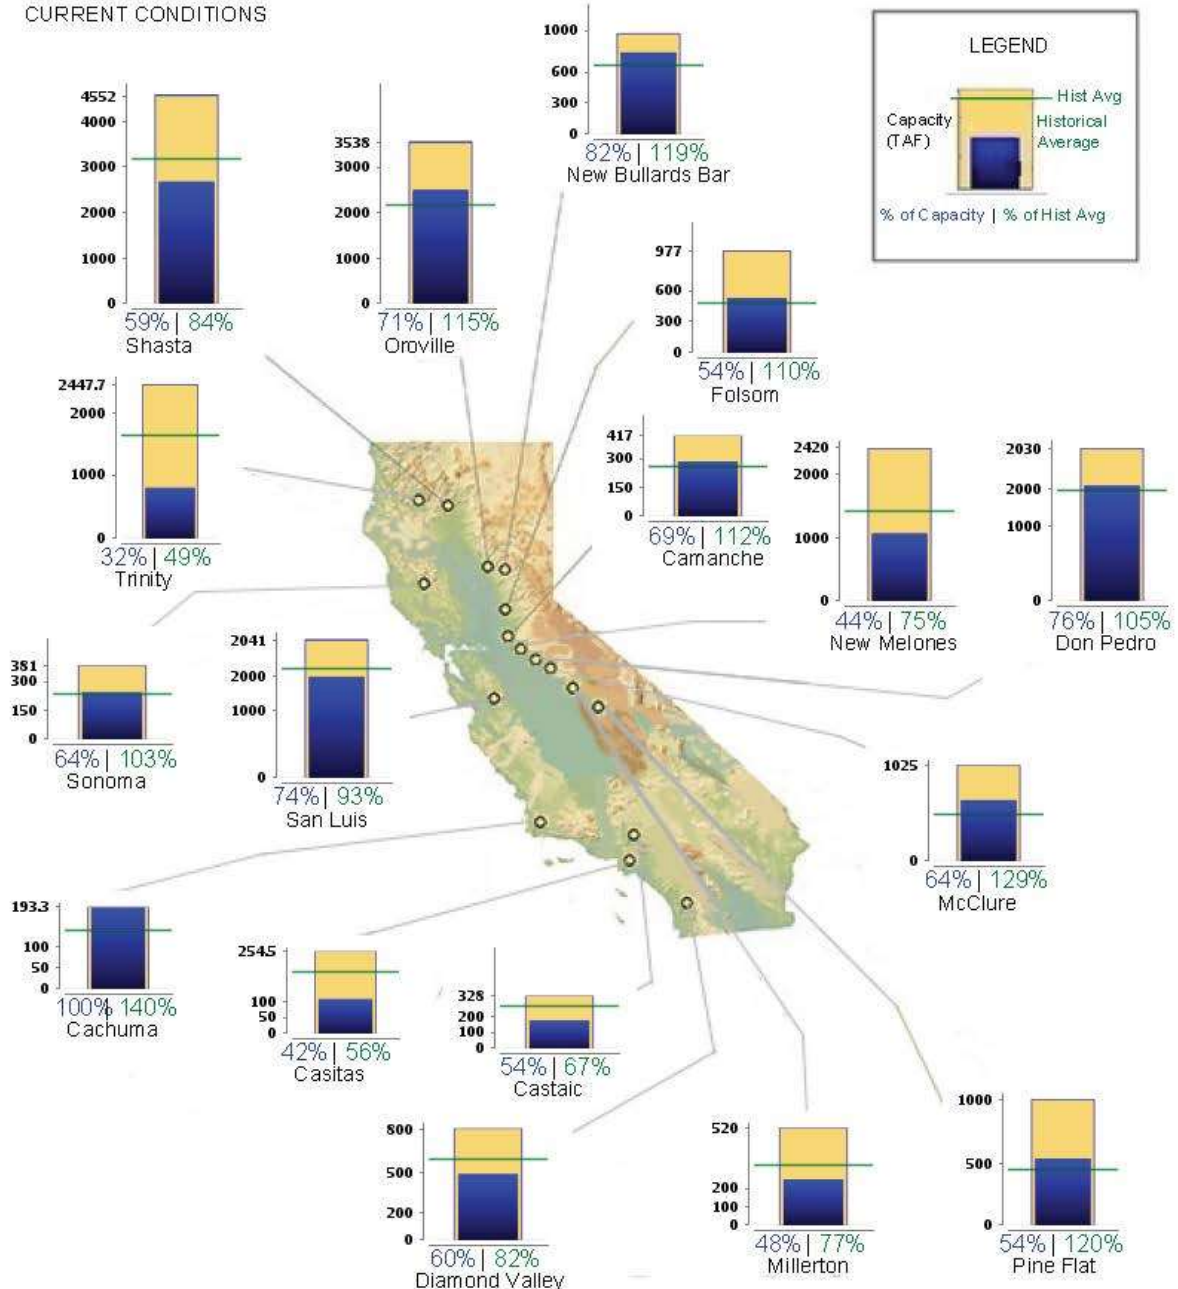 CURRENT CONDITIONS
LEGEND
Hist Avg
Capacity
(TAF)
Historical
Average
% of Capacity | % of Hist Avg
1000
600
300
0
82% | 119%
New Bullards Bar
4552
4000
3000
2000
1000
0
59% | 84%
Shasta
3538
3000
2000
1000
0
71% | 115%
Oroville
977
600
300
0
54% | 110%
Folsom
2447.7
2000
1000
0
32% | 49%
Trinity
417
300
150
0
69% | 112%
Camanche
2420
2000
1000
0
44% | 75%
New Melones
2030
2000
1000
0
76% | 105%
Don Pedro
381
300
150
0
64% | 103%
Sonoma
2041
2000
1000
0
74% | 93%
San Luis
1025
0
64% | 129%
McClure
193.3
100
50
0
100% | 140%
Cachuma
254.5
100
50
0
42% | 56%
Casitas
328
200
100
0
54% | 67%
Castaic
800
500
200
0
60% | 82%
Diamond Valley
520
200
100
0
48% | 77%
Millerton
1000
500
0
54% | 120%
Pine Flat